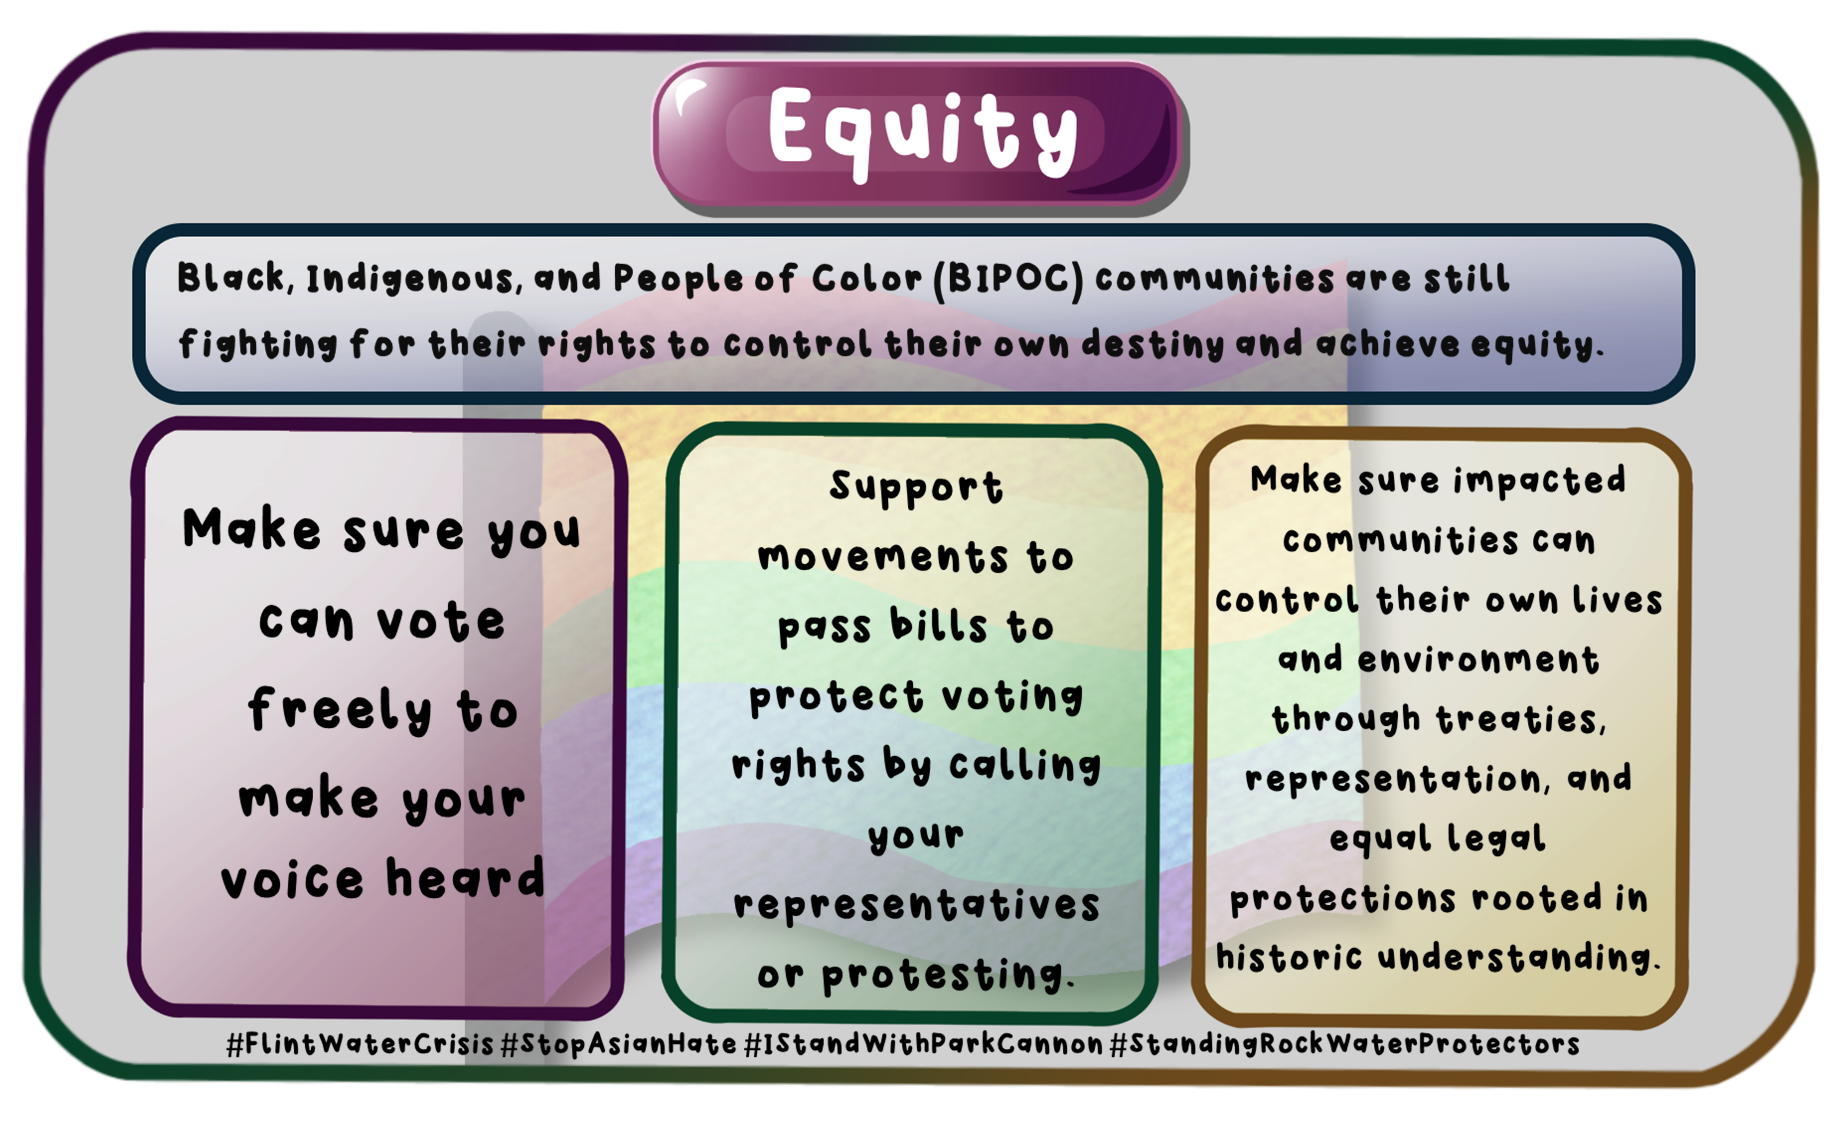 Equity
Black, Indigenous, and People of Color (BIPOC) communities are still
fighting for their rights to control their own destiny and achieve equity.
Make sure you
can vote
freely to
make your
voice heard
Support
movements to
pass bills to
protect voting
rights by calling
your
representatives
or protesting.
Make sure impacted
communities can
control their own lives
and environment
through treaties,
representation, and
equal legal
protections rooted in
historic understanding.
#FlintWaterCrisis #StopAsianHate #IStandWithParkCannon #StandingRockWaterProtectors